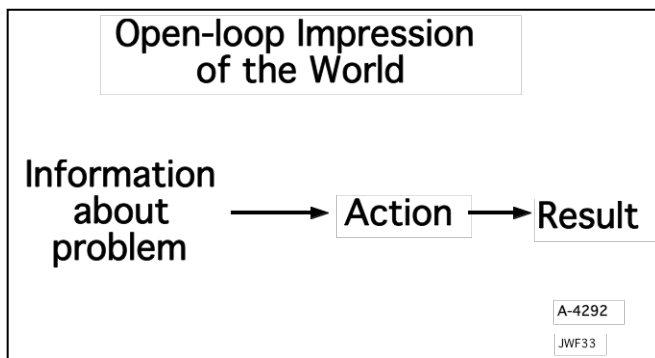 Open-loop Impression
of the World
Information
about
problem
Action
Result
A-4292
JWF33